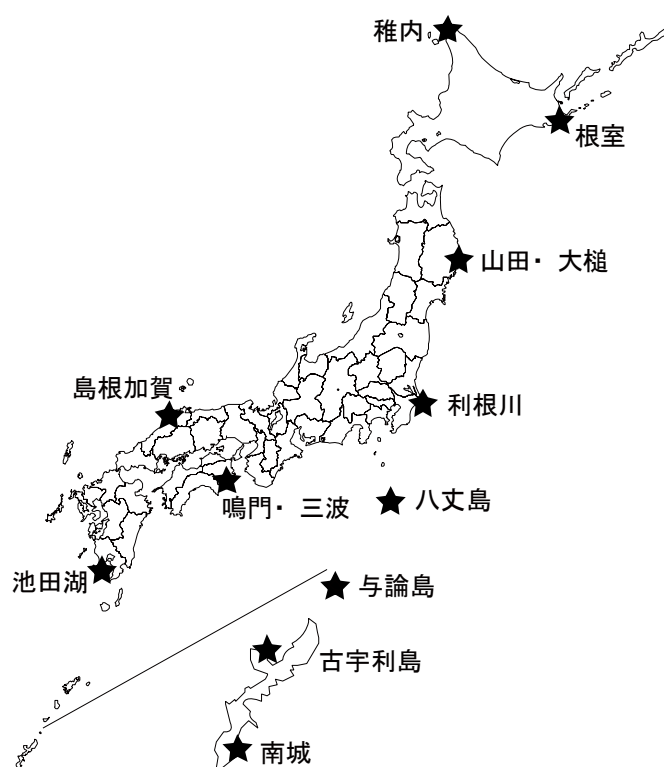 稚内
根室
山田・ 大槌
島根加賀
利根川
鳴門・ 三波
八丈島
池田湖
与論島
古宇利島
南城